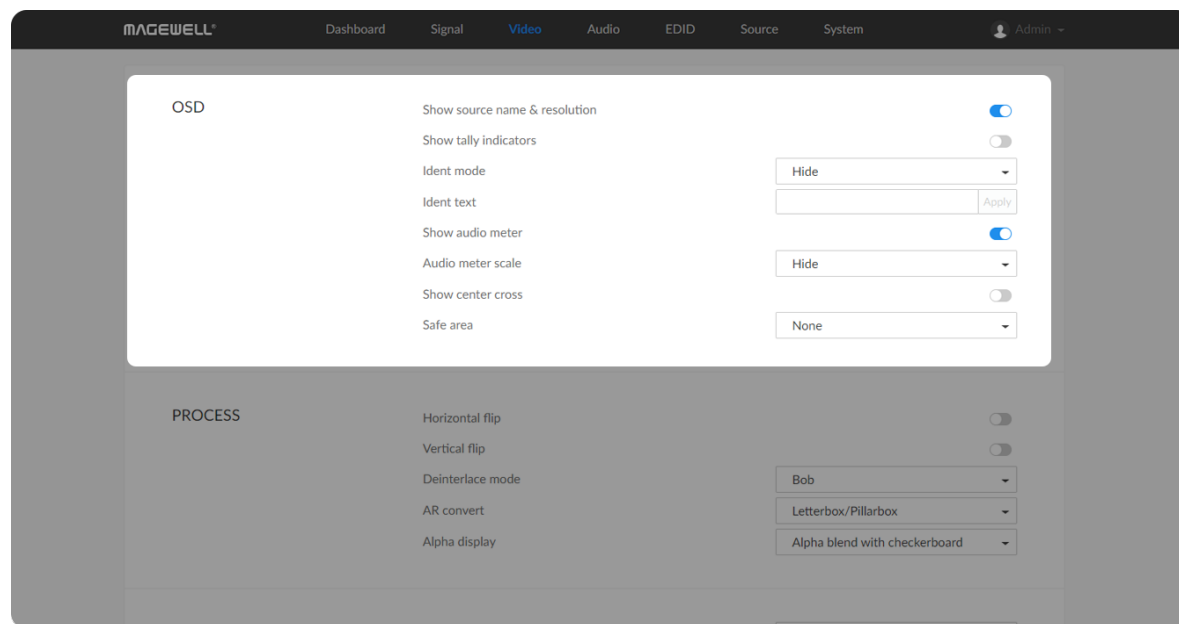 MAGEWELL®
Dashboard Signal Video Audio EDID Source System Admin
OSD
Show source name & resolution
Show tally indicators
Ident mode Hide
Ident text Apply
Show audio meter
Audio meter scale Hide
Show center cross
Safe area None
PROCESS
Horizontal flip
Vertical flip
Deinterlace mode Bob
AR convert Letterbox/Pillarbox
Alpha display Alpha blend with checkerboard